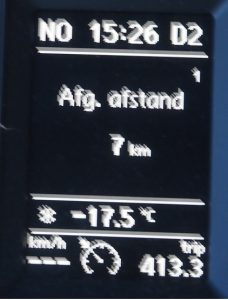 NO 15:26 D2
1
Afg. afstand
7 km
* -17.5 °C
km/h trip
--- 413.3